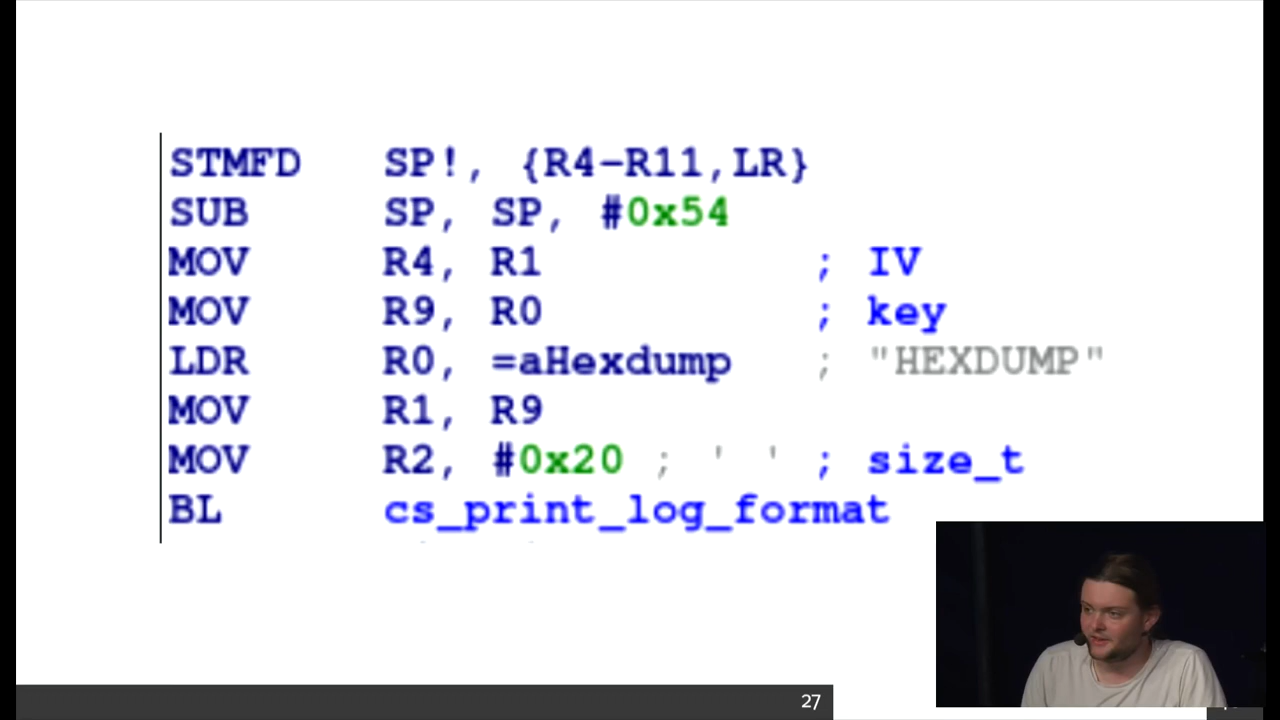 STMFD SP!, {R4-R11,LR}
SUB SP, SP, #0x54
MOV R4, R1 ; IV
MOV R9, R0 ; key
LDR R0, =aHexdump ; "HEXDUMP"
MOV R1, R9
MOV R2, #0x20 ; ' ' ; size_t
BL cs_print_log_format
27